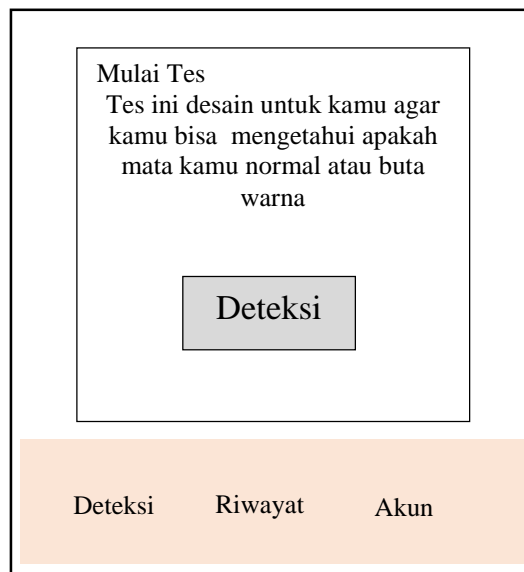 Mulai Tes
Tes ini desain untuk kamu agar
kamu bisa mengetahui apakah
mata kamu normal atau buta
warna
Deteksi
Deteksi Riwayat Akun